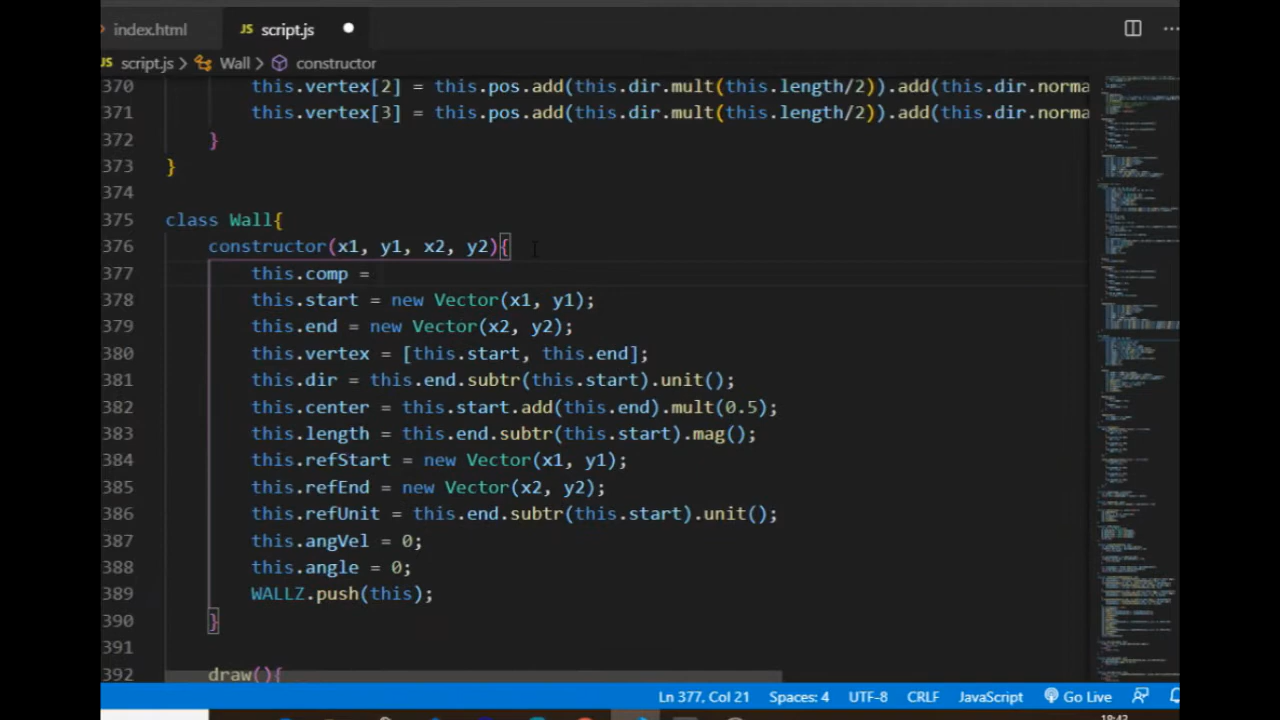 index.html
JS script.js
JS script.js > Wall > constructor
370 this.vertex[2] = this.pos.add(this.dir.mult(this.length/2)).add(this.dir.norma
371 this.vertex[3] = this.pos.add(this.dir.mult(this.length/2)).add(this.dir.norma
372 }
373 }
374
375 class Wall{
376 constructor(x1, y1, x2, y2){
377 this.comp =
378 this.start = new Vector(x1, y1);
379 this.end = new Vector(x2, y2);
380 this.vertex = [this.start, this.end];
381 this.dir = this.end.subtr(this.start).unit();
382 this.center = this.start.add(this.end).mult(0.5);
383 this.length = this.end.subtr(this.start).mag();
384 this.refStart = new Vector(x1, y1);
385 this.refEnd = new Vector(x2, y2);
386 this.refUnit = this.end.subtr(this.start).unit();
387 this.angVel = 0;
388 this.angle = 0;
389 WALLZ.push(this);
390 }
391
392 draw(){
Ln 377, Col 21 Spaces: 4 UTF-8 CRLF JavaScript Go Live